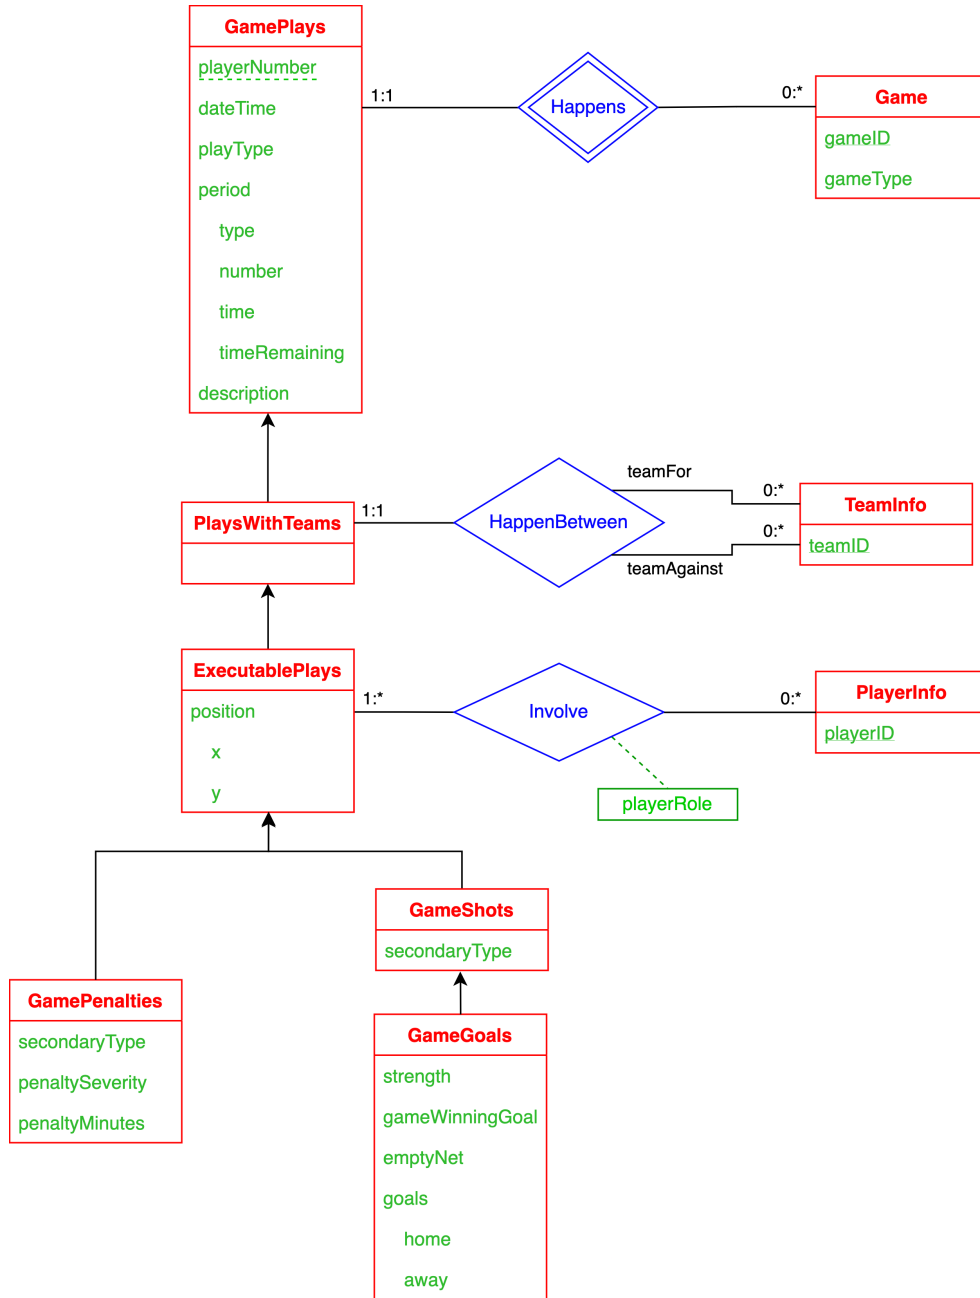 GamePlays
playerNumber
dateTime
playType
period
type
number
time
timeRemaining
description
1:1
Happens
0:*
Game
gameID
gameType
PlaysWithTeams
1:1
HappenBetween
teamFor
0:*
teamAgainst
0:*
TeamInfo
teamID
ExecutablePlays
position
x
y
1:*
Involve
playerRole
0:*
PlayerInfo
playerID
GameShots
secondaryType
GamePenalties
secondaryType
penaltySeverity
penaltyMinutes
GameGoals
strength
gameWinningGoal
emptyNet
goals
home
away